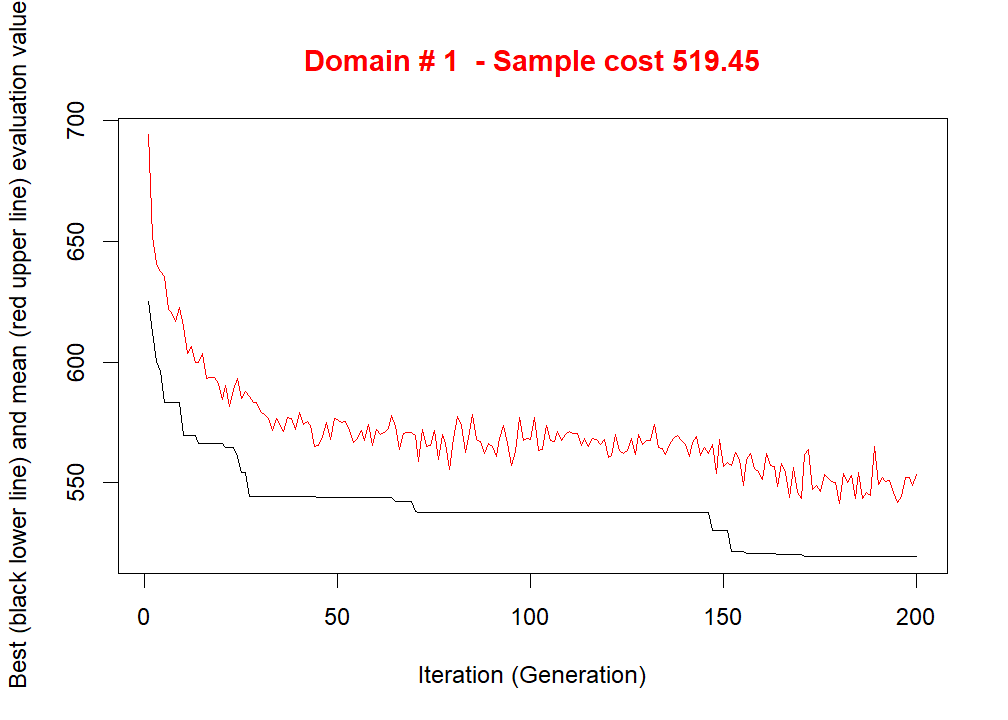 Domain # 1  - Sample cost 519.45
Best (black lower line) and mean (red upper line) evaluation value
700
650
600
550
0 50 100 150 200
Iteration (Generation)